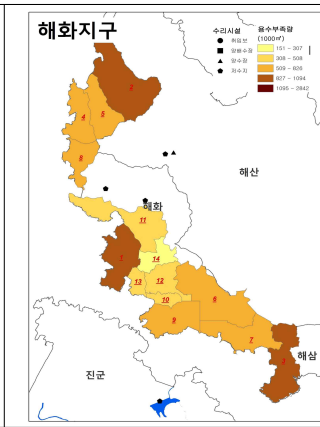 해화지구
수리시설
취입보
양배수장
양수장
저수지
용수부족량
(1000㎥)
151 - 307
308 - 508
509 - 826
827 - 1094
1095 - 2842
4
5
8
해산
해화
11
1
14
13
12
10
6
9
7
해삼
진군